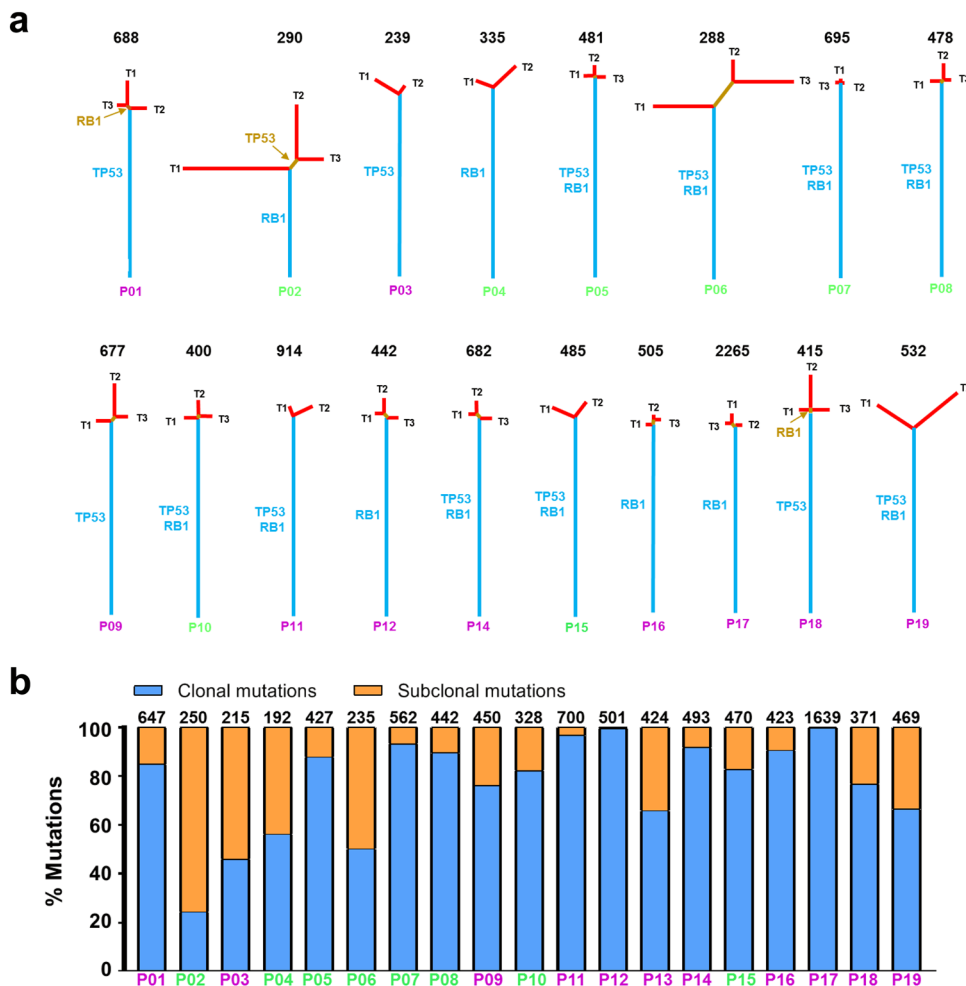 a
688 290 239 335 481 288 695 478
T1 T3 T2 RB1 TP53 P01
T2 TP53 T3 T1 RB1 P02
T1 T2 TP53 P03
T1 T2 RB1 P04
T2 T1 T3 TP53 RB1 P05
T2 T3 T1 TP53 RB1 P06
T1 T3 T2 TP53 RB1 P07
T2 T1 T3 TP53 RB1 P08
677 400 914 442 682 485 505 2265 415 532
T2 T3 T1 TP53 P09
T2 T1 T3 TP53 RB1 P10
T1 T2 TP53 RB1 P11
T2 T1 T3 RB1 P12
T2 T1 T3 TP53 RB1 P14
T1 T2 TP53 RB1 P15
T2 T3 T1 RB1 P16
T1 T3 T2 RB1 P17
T2 T1 T3 RB1 TP53 P18
T1 TP53 RB1 P19
b
Clonal mutations Subclonal mutations
647 250 215 192 427 235 562 442 450 328 700 501 424 493 470 423 1639 371 469
% Mutations
100
80
60
40
20
0
P01 P02 P03 P04 P05 P06 P07 P08 P09 P10 P11 P12 P13 P14 P15 P16 P17 P18 P19